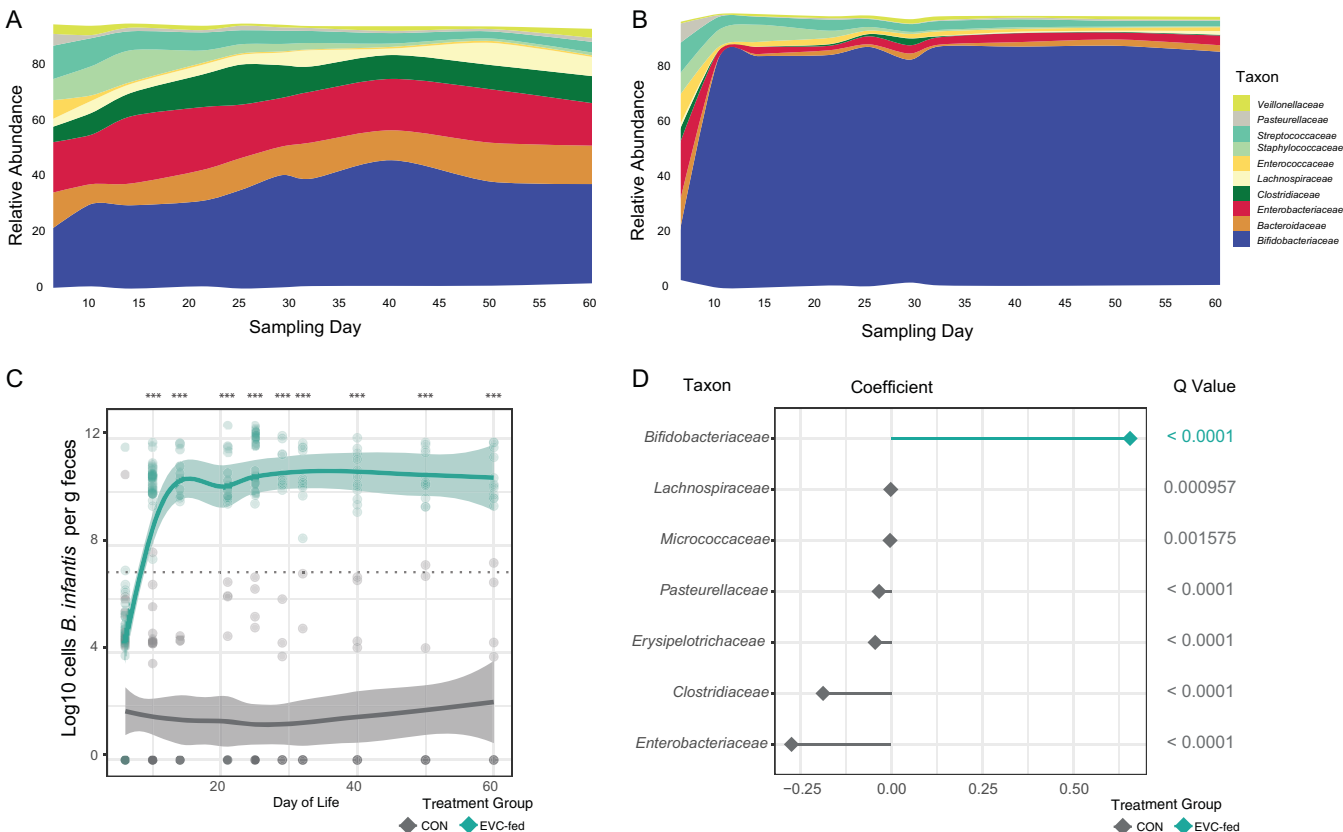 A
Relative Abundance
80
60
40
20
0
10 15 20 25 30 35 40 45 50 55 60
Sampling Day
B
Relative Abundance
80
60
40
20
0
10 15 20 25 30 35 40 45 50 55 60
Sampling Day
Taxon
Veillonellaceae
Pasteurellaceae
Streptococcaceae
Staphylococcaceae
Enterococcaceae
Lachnospiraceae
Clostridiaceae
Enterobacteriaceae
Bacteroidaceae
Bifidobacteriaceae
C
*** *** *** *** *** *** *** *** ***
Log10 cells B. infantis per g feces
12
8
4
0
20 40 60
Day of Life
Treatment Group
CON EVC-fed
D
Taxon Coefficient Q Value
Bifidobacteriaceae < 0.0001
Lachnospiraceae 0.000957
Micrococcaceae 0.001575
Pasteurellaceae < 0.0001
Erysipelotrichaceae < 0.0001
Clostridiaceae < 0.0001
Enterobacteriaceae < 0.0001
−0.25 0.00 0.25 0.50
Treatment Group
CON EVC-fed